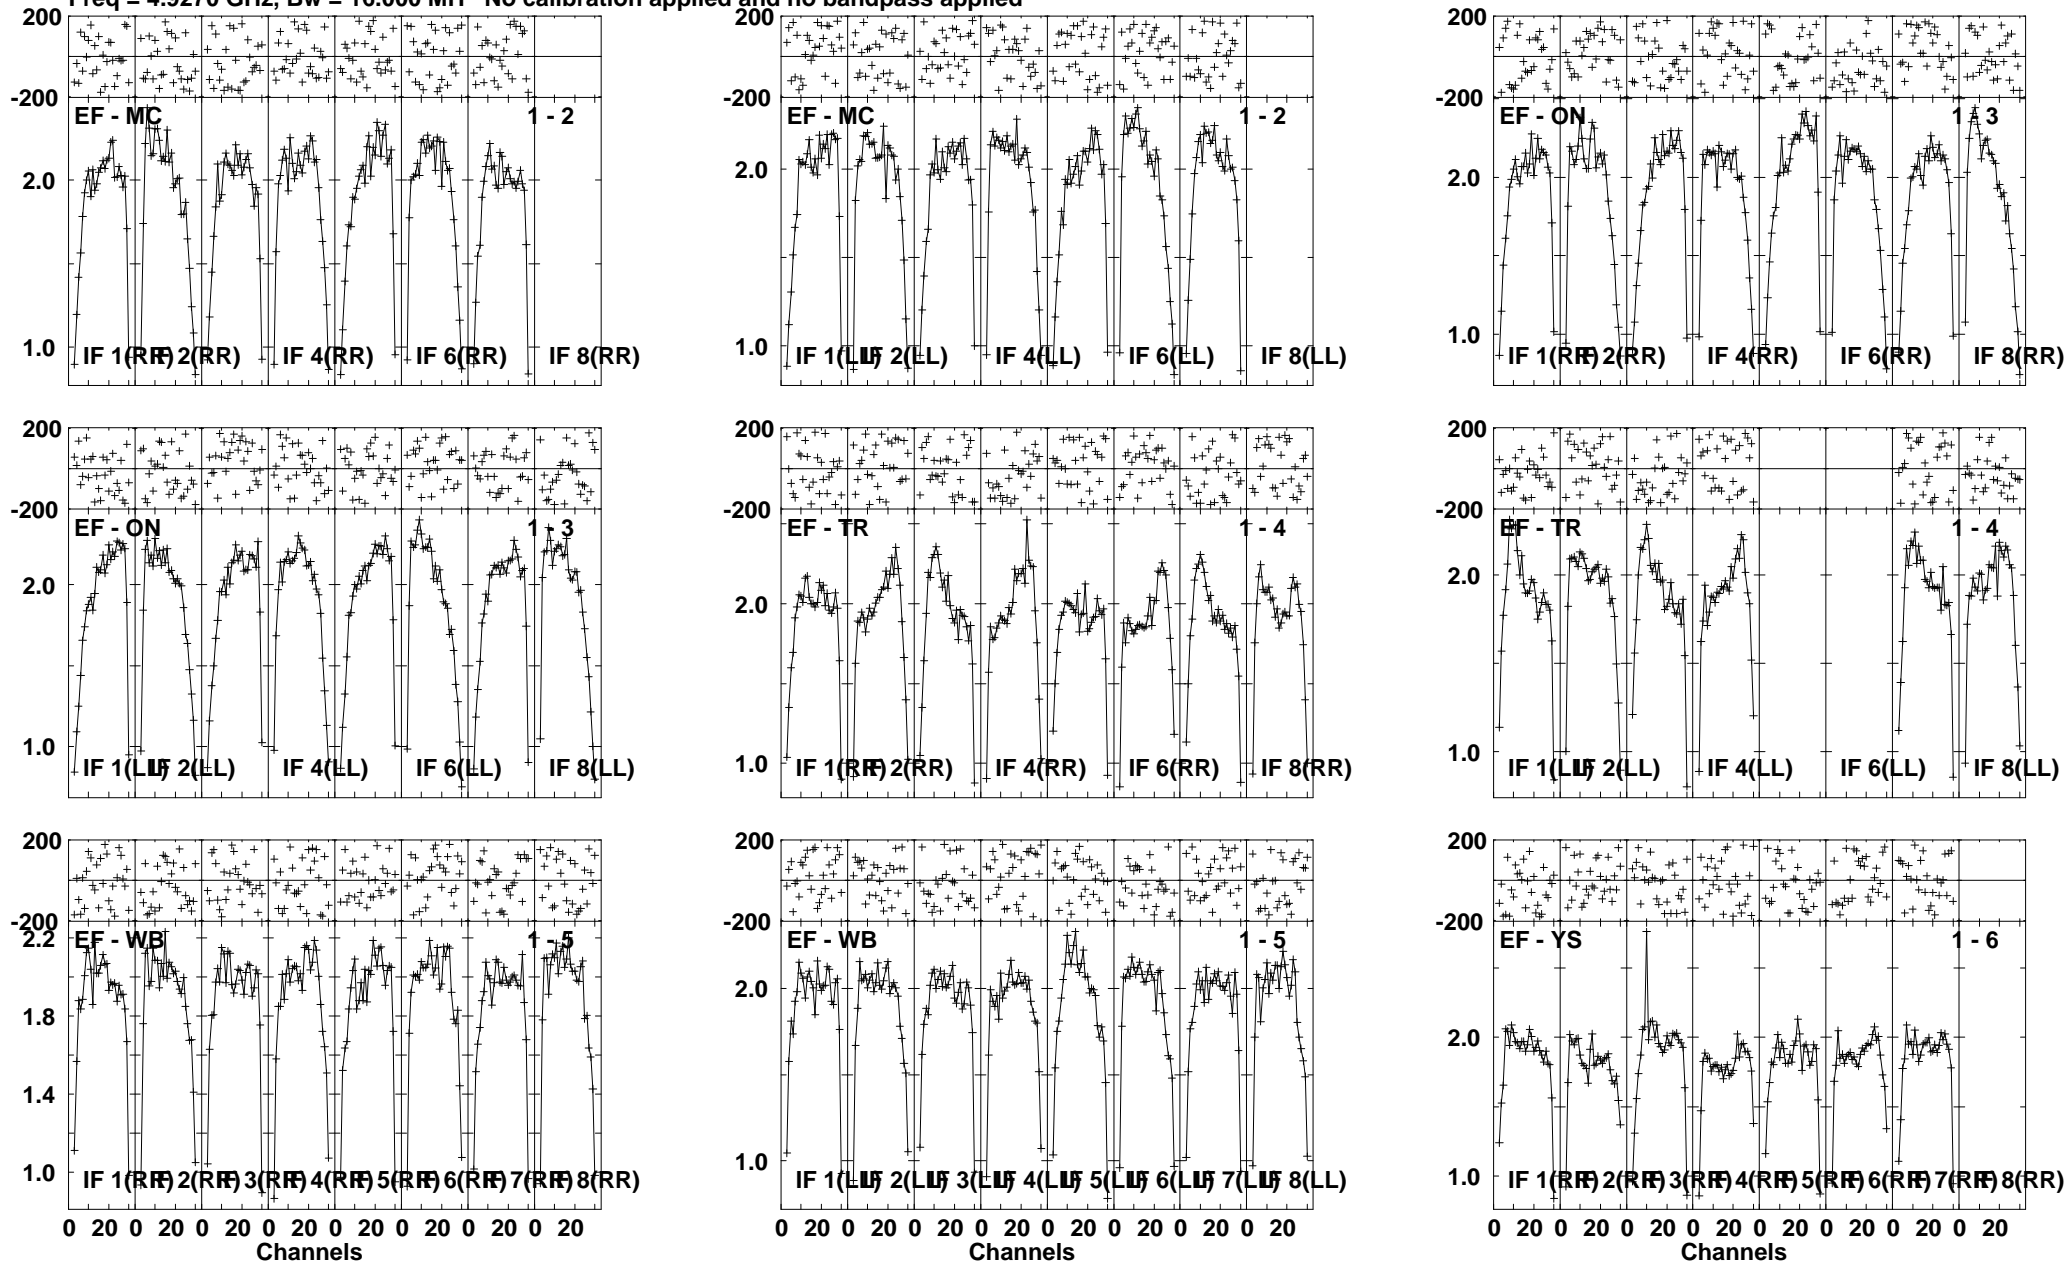 Freq = 4.9270 GHz, Bw = 16.000 MH No calibration applied and no bandpass applied
200
-200
EF - MC 1 - 2
2.0
1.0
IF 1(RR) IF 2(RR) IF 4(RR) IF 6(RR) IF 8(RR)
200
-200
EF - MC 1 - 2
2.0
1.0
IF 1(LL) IF 2(LL) IF 4(LL) IF 6(LL) IF 8(LL)
200
-200
EF - ON 1 - 3
2.0
1.0
IF 1(RR) IF 2(RR) IF 4(RR) IF 6(RR) IF 8(RR)
200
-200
EF - ON 1 - 3
2.0
1.0
IF 1(LL) IF 2(LL) IF 4(LL) IF 6(LL) IF 8(LL)
200
-200
EF - TR 1 - 4
2.0
1.0
IF 1(RR) IF 2(RR) IF 4(RR) IF 6(RR) IF 8(RR)
200
-200
EF - TR 1 - 4
2.0
1.0
IF 1(LL) IF 2(LL) IF 4(LL) IF 6(LL) IF 8(LL)
200
-200
EF - WB 1 - 5
2.2
1.8
1.4
1.0
IF 1(RR) IF 2(RR) IF 3(RR) IF 4(RR) IF 5(RR) IF 6(RR) IF 7(RR) IF 8(RR)
0 20 0 20 0 20 0 20 0 20 0 20 0 20 0 20
Channels
200
-200
EF - WB 1 - 5
2.0
1.0
IF 1(LL) IF 2(LL) IF 3(LL) IF 4(LL) IF 5(LL) IF 6(LL) IF 7(LL) IF 8(LL)
0 20 0 20 0 20 0 20 0 20 0 20 0 20 0 20
Channels
200
-200
EF - YS 1 - 6
2.0
1.0
IF 1(RR) IF 2(RR) IF 3(RR) IF 4(RR) IF 5(RR) IF 6(RR) IF 7(RR) IF 8(RR)
0 20 0 20 0 20 0 20 0 20 0 20 0 20 0 20
Channels